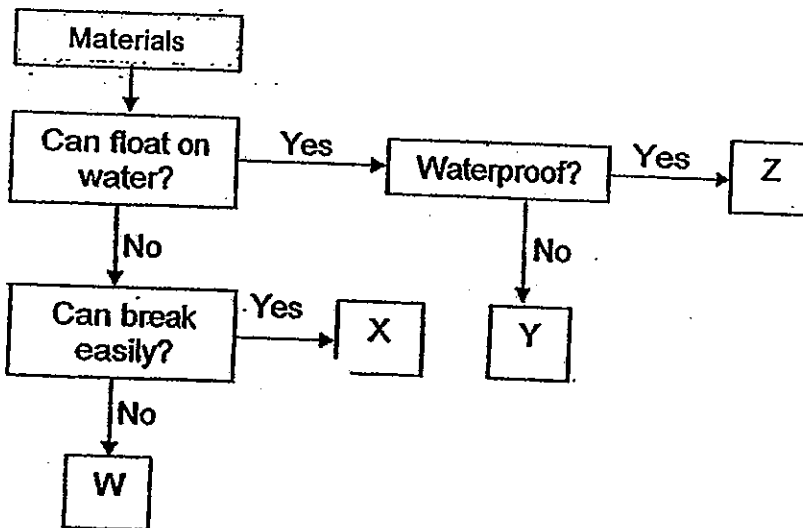 Materials
Can float on
water?
Yes
Waterproof?
Yes
Z
No
No
Can break
easily?
Yes
X
Y
No
W